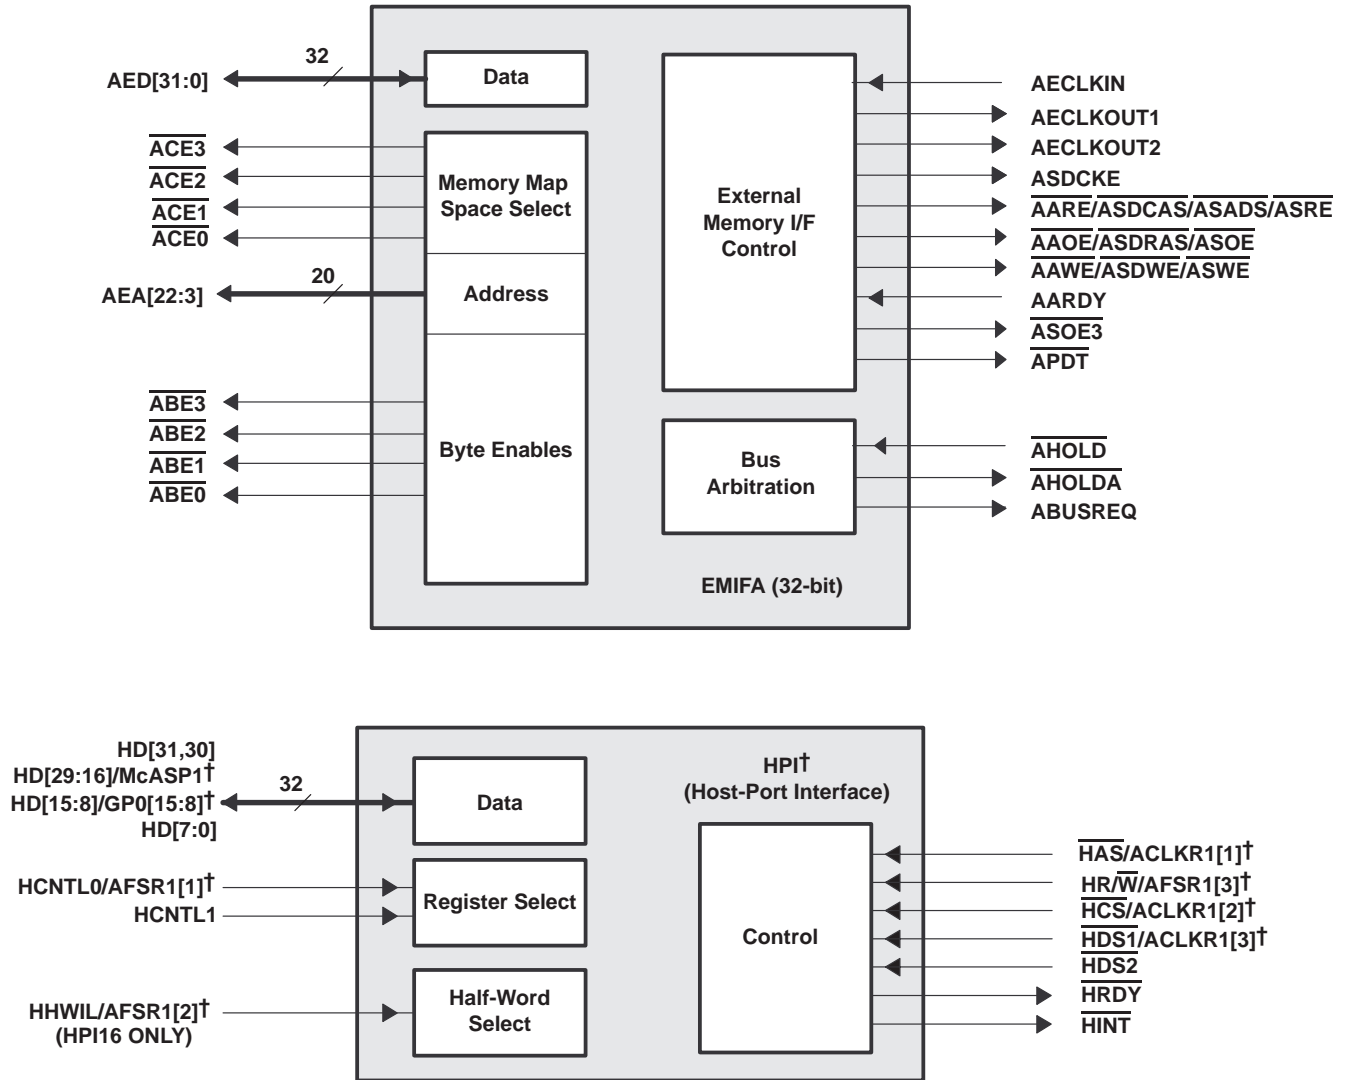 32
AED[31:0]
Data
ACE3
ACE2
ACE1
ACE0
Memory Map
Space Select
20
AEA[22:3]
Address
ABE3
ABE2
ABE1
ABE0
Byte Enables
External
Memory I/F
Control
AECLKIN
AECLKOUT1
AECLKOUT2
ASDCKE
AARE/ASDCAS/ASADS/ASRE
AAOE/ASDRAS/ASOE
AAWE/ASDWE/ASWE
AARDY
ASOE3
APDT
Bus
Arbitration
AHOLD
AHOLDA
ABUSREQ
EMIFA (32-bit)
HD[31,30]
HD[29:16]/McASP1†
HD[15:8]/GP0[15:8]†
HD[7:0]
32
Data
HPI†
(Host-Port Interface)
HCNTL0/AFSR1[1]†
HCNTL1
Register Select
HHWIL/AFSR1[2]†
(HPI16 ONLY)
Half-Word
Select
Control
HAS/ACLKR1[1]†
HR/W/AFSR1[3]†
HCS/ACLKR1[2]†
HDS1/ACLKR1[3]†
HDS2
HRDY
HINT